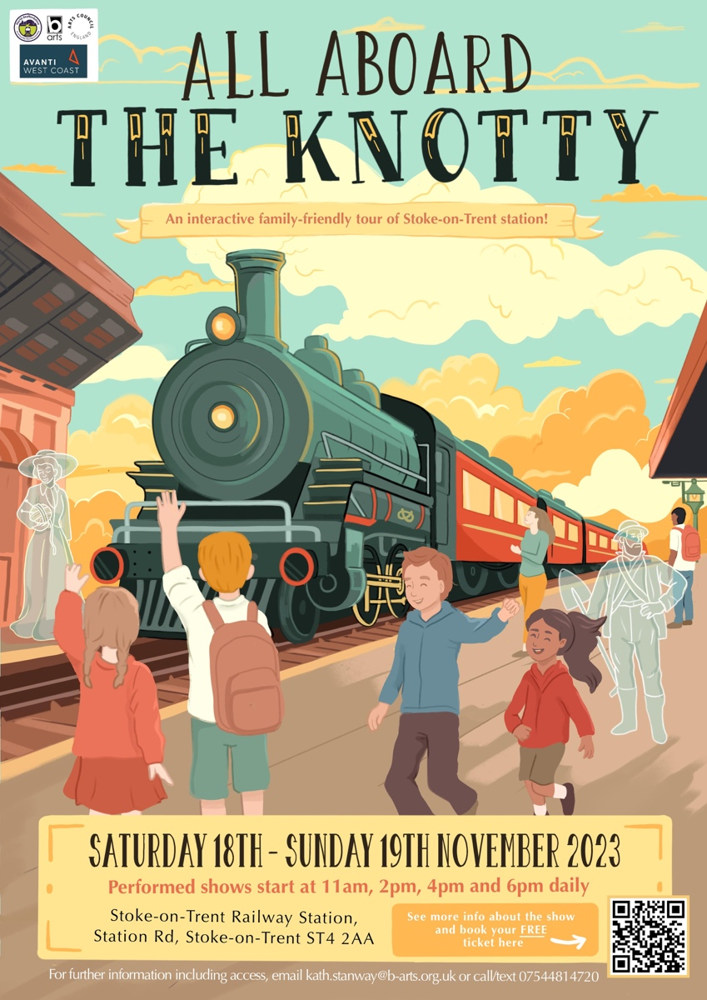 b
arts
ARTS COUNCIL
ENGLAND
AVANTI
WEST COAST
ALL ABOARD
THE KNOTTY
An interactive family-friendly tour of Stoke-on-Trent station!
SATURDAY 18TH - SUNDAY 19TH NOVEMBER 2023
Performed shows start at 11am, 2pm, 4pm and 6pm daily
Stoke-on-Trent Railway Station,
Station Rd, Stoke-on-Trent ST4 2AA
See more info about the show
and book your FREE
ticket here
For further information including access, email kath.stanway@b-arts.org.uk or call/text 07544814720